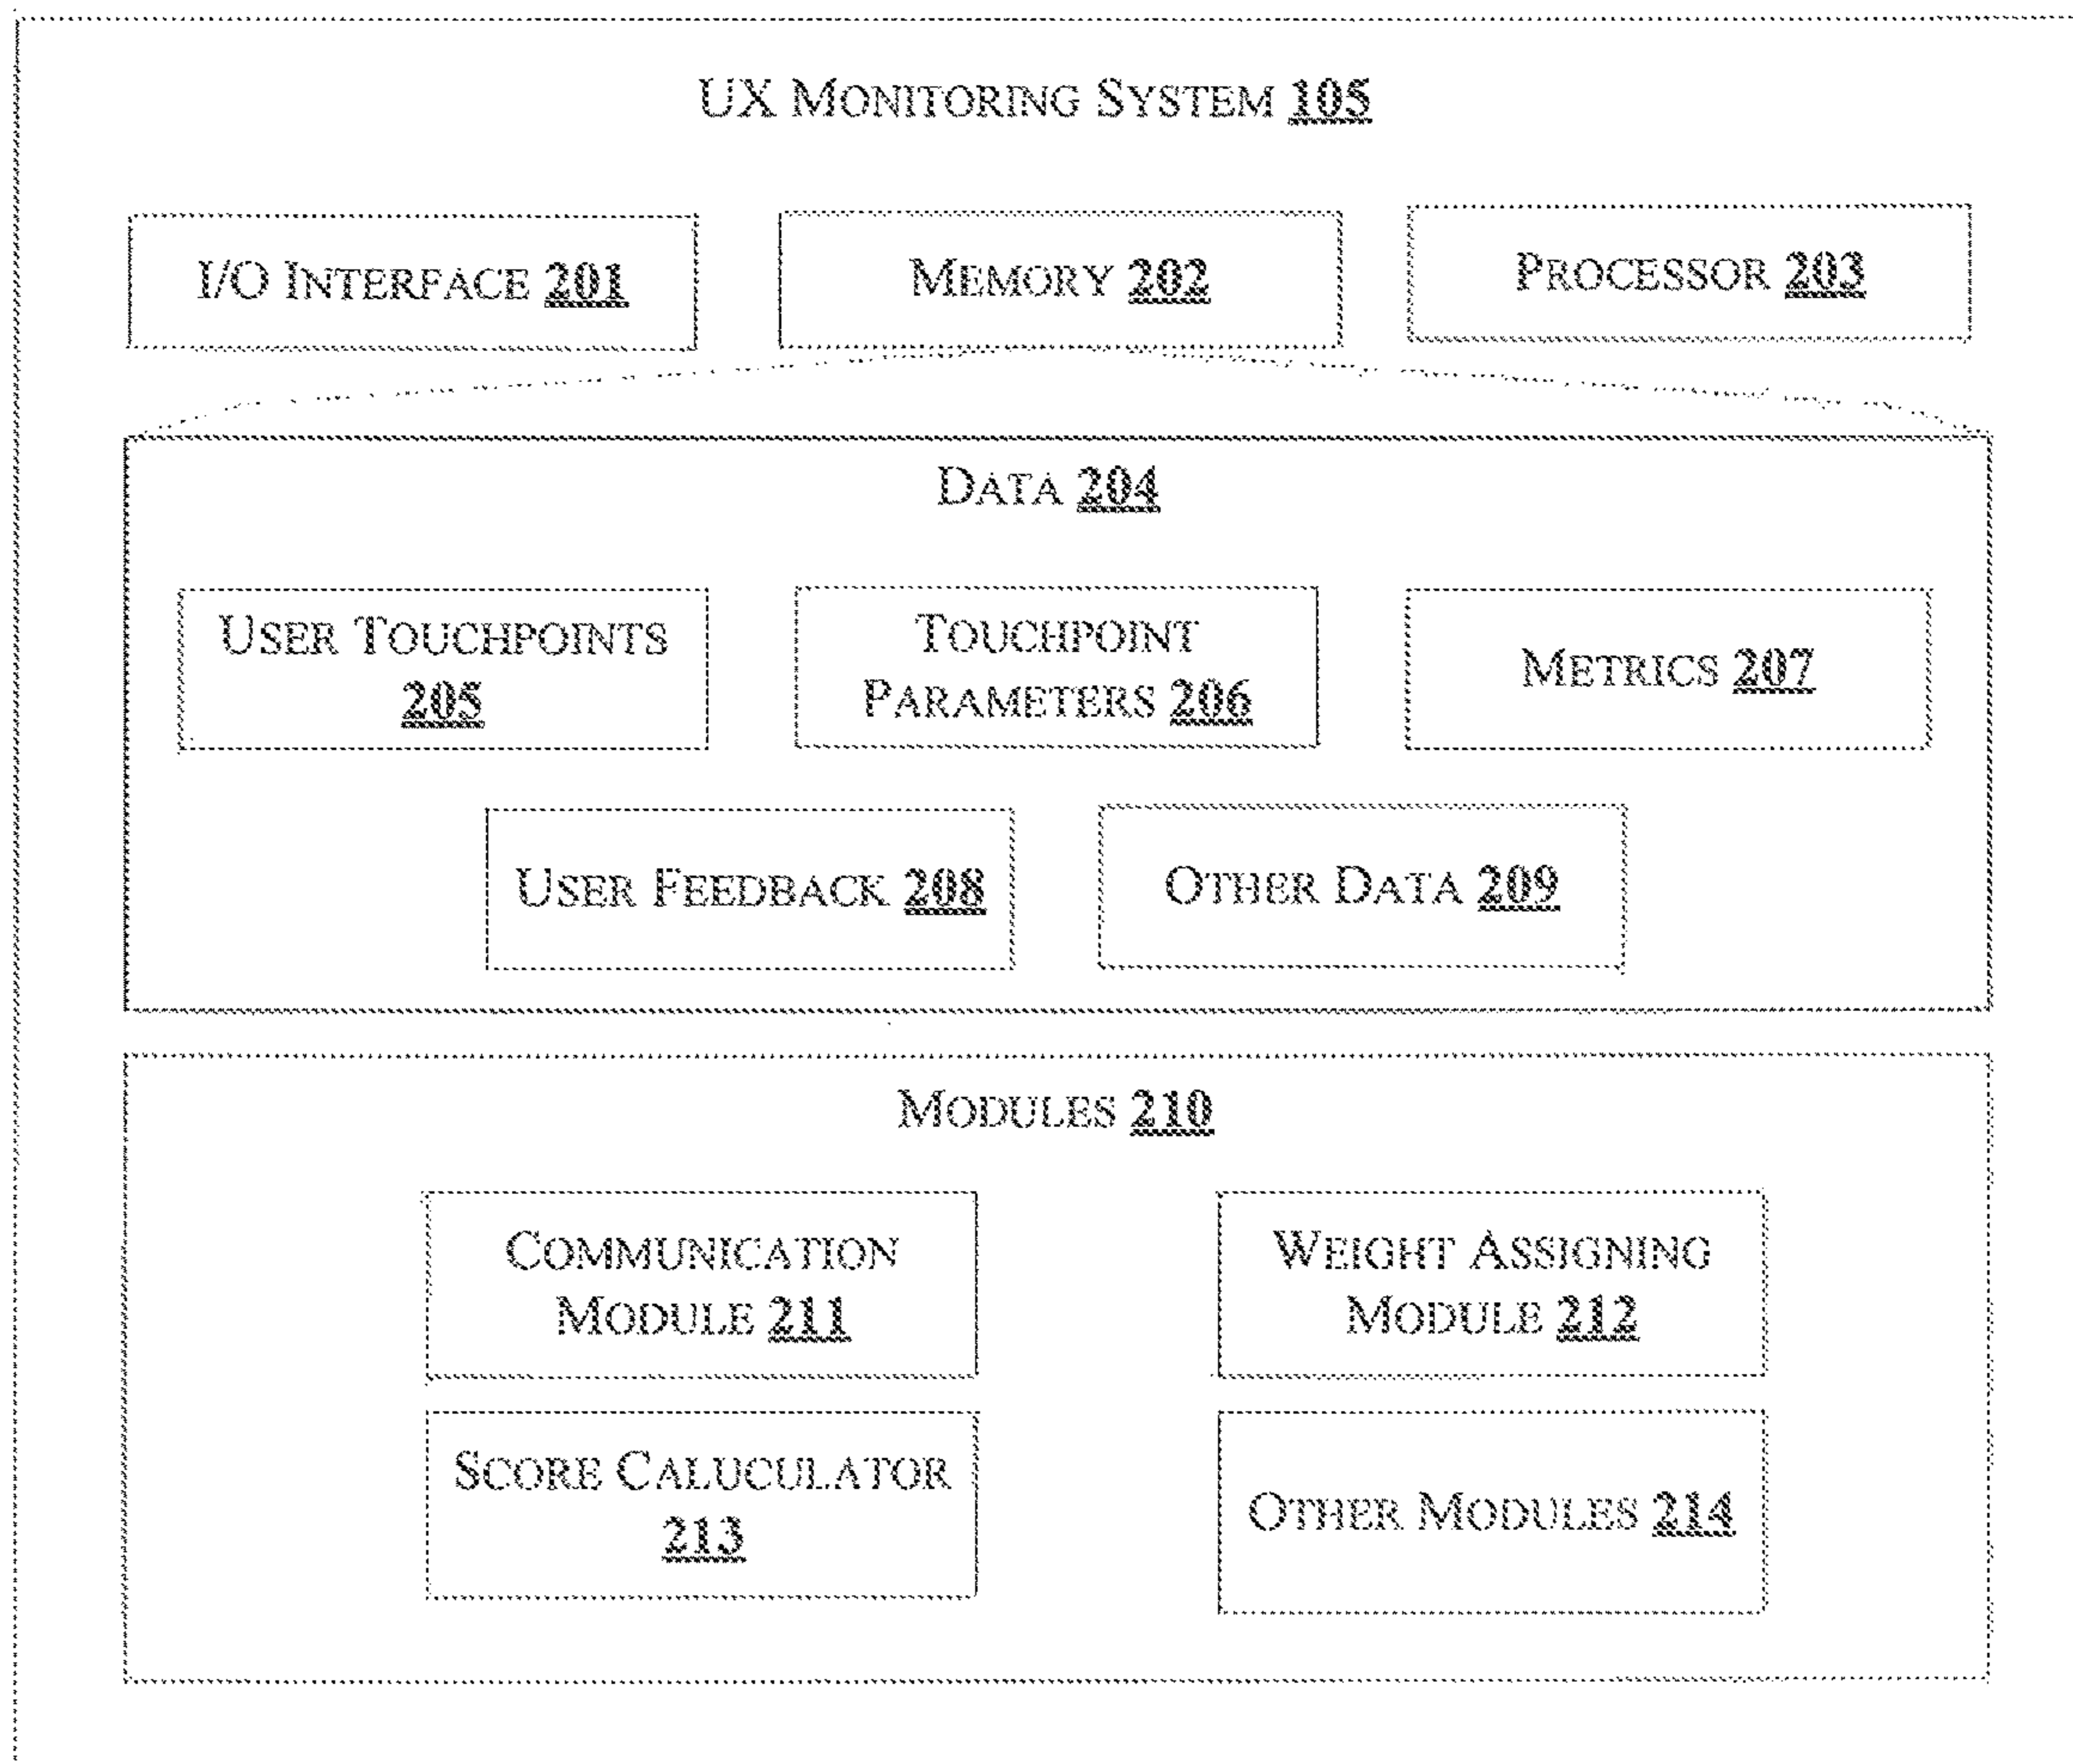 UX MONITORING SYSTEM 105
I/O INTERFACE 201
MEMORY 202
PROCESSOR 203
DATA 204
USER TOUCHPOINTS
205
TOUCHPOINT
PARAMETERS 206
METRICS 207
USER FEEDBACK 208
OTHER DATA 209
MODULES 210
COMMUNICATION
MODULE 211
WEIGHT ASSIGNING
MODULE 212
SCORE CALUCULATOR
213
OTHER MODULES 214